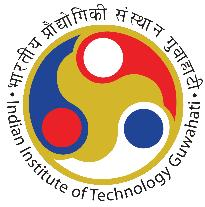 भारतीय प्रौद्योगिकी संस्थान गुवाहाटी
Indian Institute of Technology Guwahati